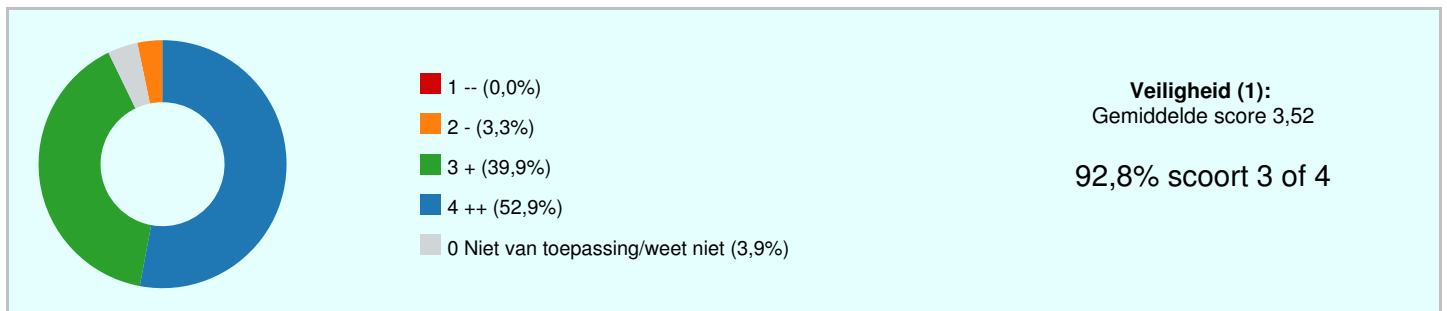 1 -- (0,0%)
2 - (3,3%)
3 + (39,9%)
4 ++ (52,9%)
0 Niet van toepassing/weet niet (3,9%)
Veiligheid (1):
Gemiddelde score 3,52
92,8% scoort 3 of 4